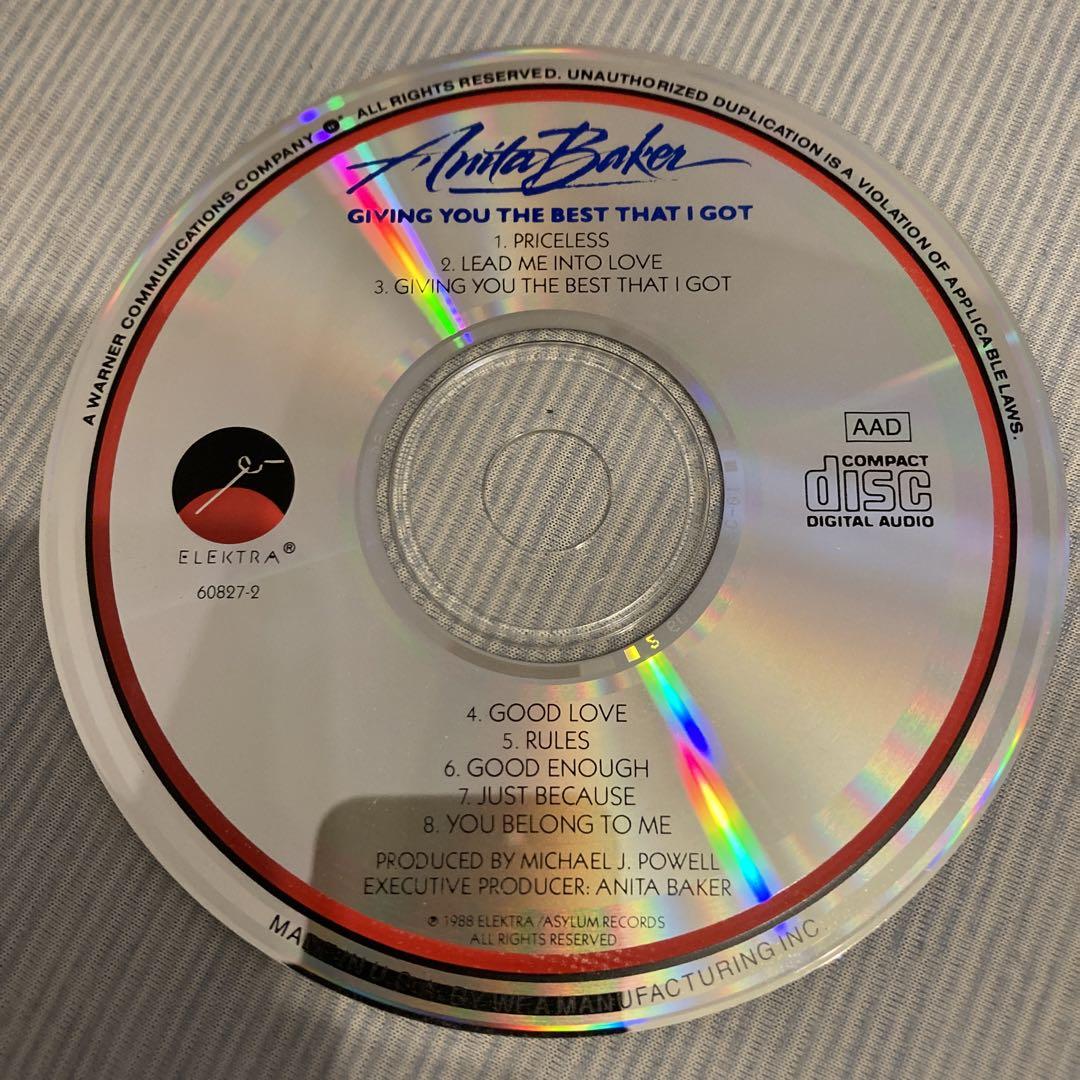 A WARNER COMMUNICATIONS COMPANY ALL RIGHTS RESERVED. UNAUTHORIZED DUPLICATION IS A VIOLATION OF APPLICABLE LAWS.
Anita Baker
GIVING YOU THE BEST THAT I GOT
1. PRICELESS
2. LEAD ME INTO LOVE
3. GIVING YOU THE BEST THAT I GOT
AAD
COMPACT
disc
DIGITAL AUDIO
ELEKTRA®
60827-2
4. GOOD LOVE
5. RULES
6. GOOD ENOUGH
7. JUST BECAUSE
8. YOU BELONG TO ME
PRODUCED BY MICHAEL J. POWELL
EXECUTIVE PRODUCER: ANITA BAKER
℗ 1988 ELEKTRA/ASYLUM RECORDS
ALL RIGHTS RESERVED
MADE IN U.S.A. BY WEA MANUFACTURING INC.